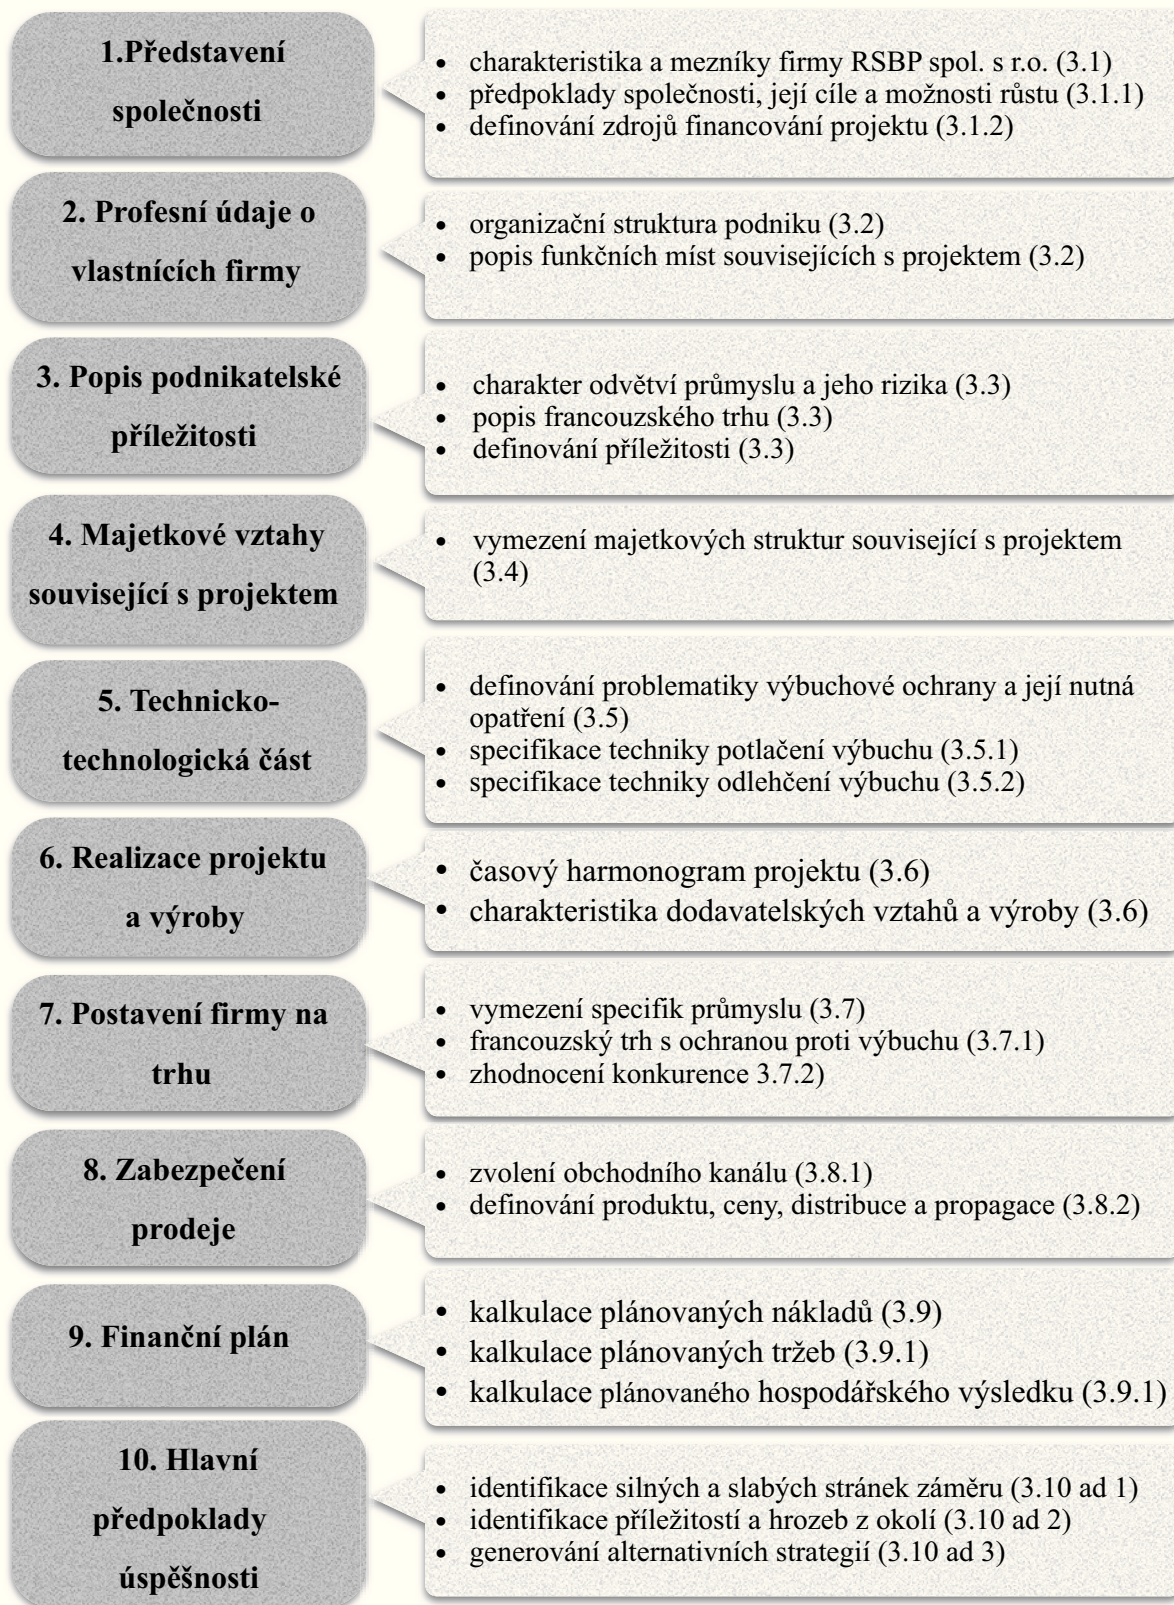 1.Představení
společnosti
• charakteristika a mezníky firmy RSBP spol. s r.o. (3.1)
• předpoklady společnosti, její cíle a možnosti růstu (3.1.1)
• definování zdrojů financování projektu (3.1.2)
2. Profesní údaje o
vlastnících firmy
• organizační struktura podniku (3.2)
• popis funkčních míst souvisejících s projektem (3.2)
3. Popis podnikatelské
příležitosti
• charakter odvětví průmyslu a jeho rizika (3.3)
• popis francouzského trhu (3.3)
• definování příležitosti (3.3)
4. Majetkové vztahy
související s projektem
• vymezení majetkových struktur související s projektem
(3.4)
5. Technicko-
technologická část
• definování problematiky výbuchové ochrany a její nutná
opatření (3.5)
• specifikace techniky potlačení výbuchu (3.5.1)
• specifikace techniky odlehčení výbuchu (3.5.2)
6. Realizace projektu
a výroby
• časový harmonogram projektu (3.6)
• charakteristika dodavatelských vztahů a výroby (3.6)
7. Postavení firmy na
trhu
• vymezení specifik průmyslu (3.7)
• francouzský trh s ochranou proti výbuchu (3.7.1)
• zhodnocení konkurence 3.7.2)
8. Zabezpečení
prodeje
• zvolení obchodního kanálu (3.8.1)
• definování produktu, ceny, distribuce a propagace (3.8.2)
9. Finanční plán
• kalkulace plánovaných nákladů (3.9)
• kalkulace plánovaných tržeb (3.9.1)
• kalkulace plánovaného hospodářského výsledku (3.9.1)
10. Hlavní
předpoklady
úspěšnosti
• identifikace silných a slabých stránek záměru (3.10 ad 1)
• identifikace příležitostí a hrozeb z okolí (3.10 ad 2)
• generování alternativních strategií (3.10 ad 3)